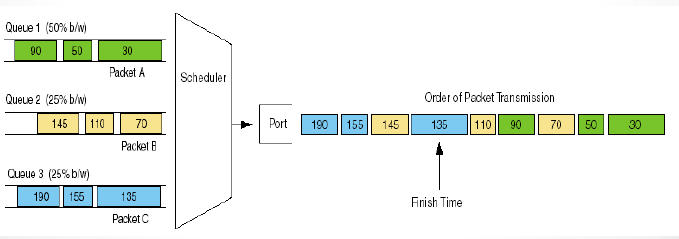 Queue 1 (50% b/w)
90 50 30
Packet A
Queue 2 (25% b/w)
145 110 70
Packet B
Queue 3 (25% b/w)
190 155 135
Packet C
Scheduler
Port
Order of Packet Transmission
190 155 145 135 110 90 70 50 30
Finish Time